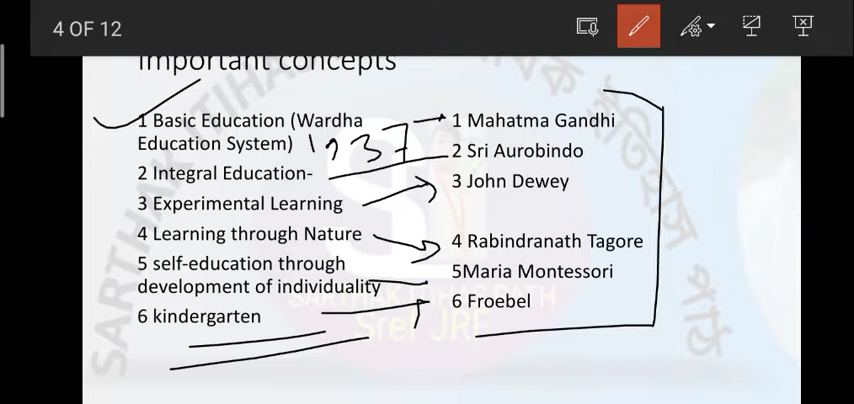 4 OF 12
Important concepts
1 Basic Education (Wardha
Education System) 1937
2 Integral Education-
3 Experimental Learning
4 Learning through Nature
5 self-education through
development of individuality
6 kindergarten
1 Mahatma Gandhi
2 Sri Aurobindo
3 John Dewey
4 Rabindranath Tagore
5Maria Montessori
6 Froebel
SARTHAK ITIHAS PATH
Sref JRF